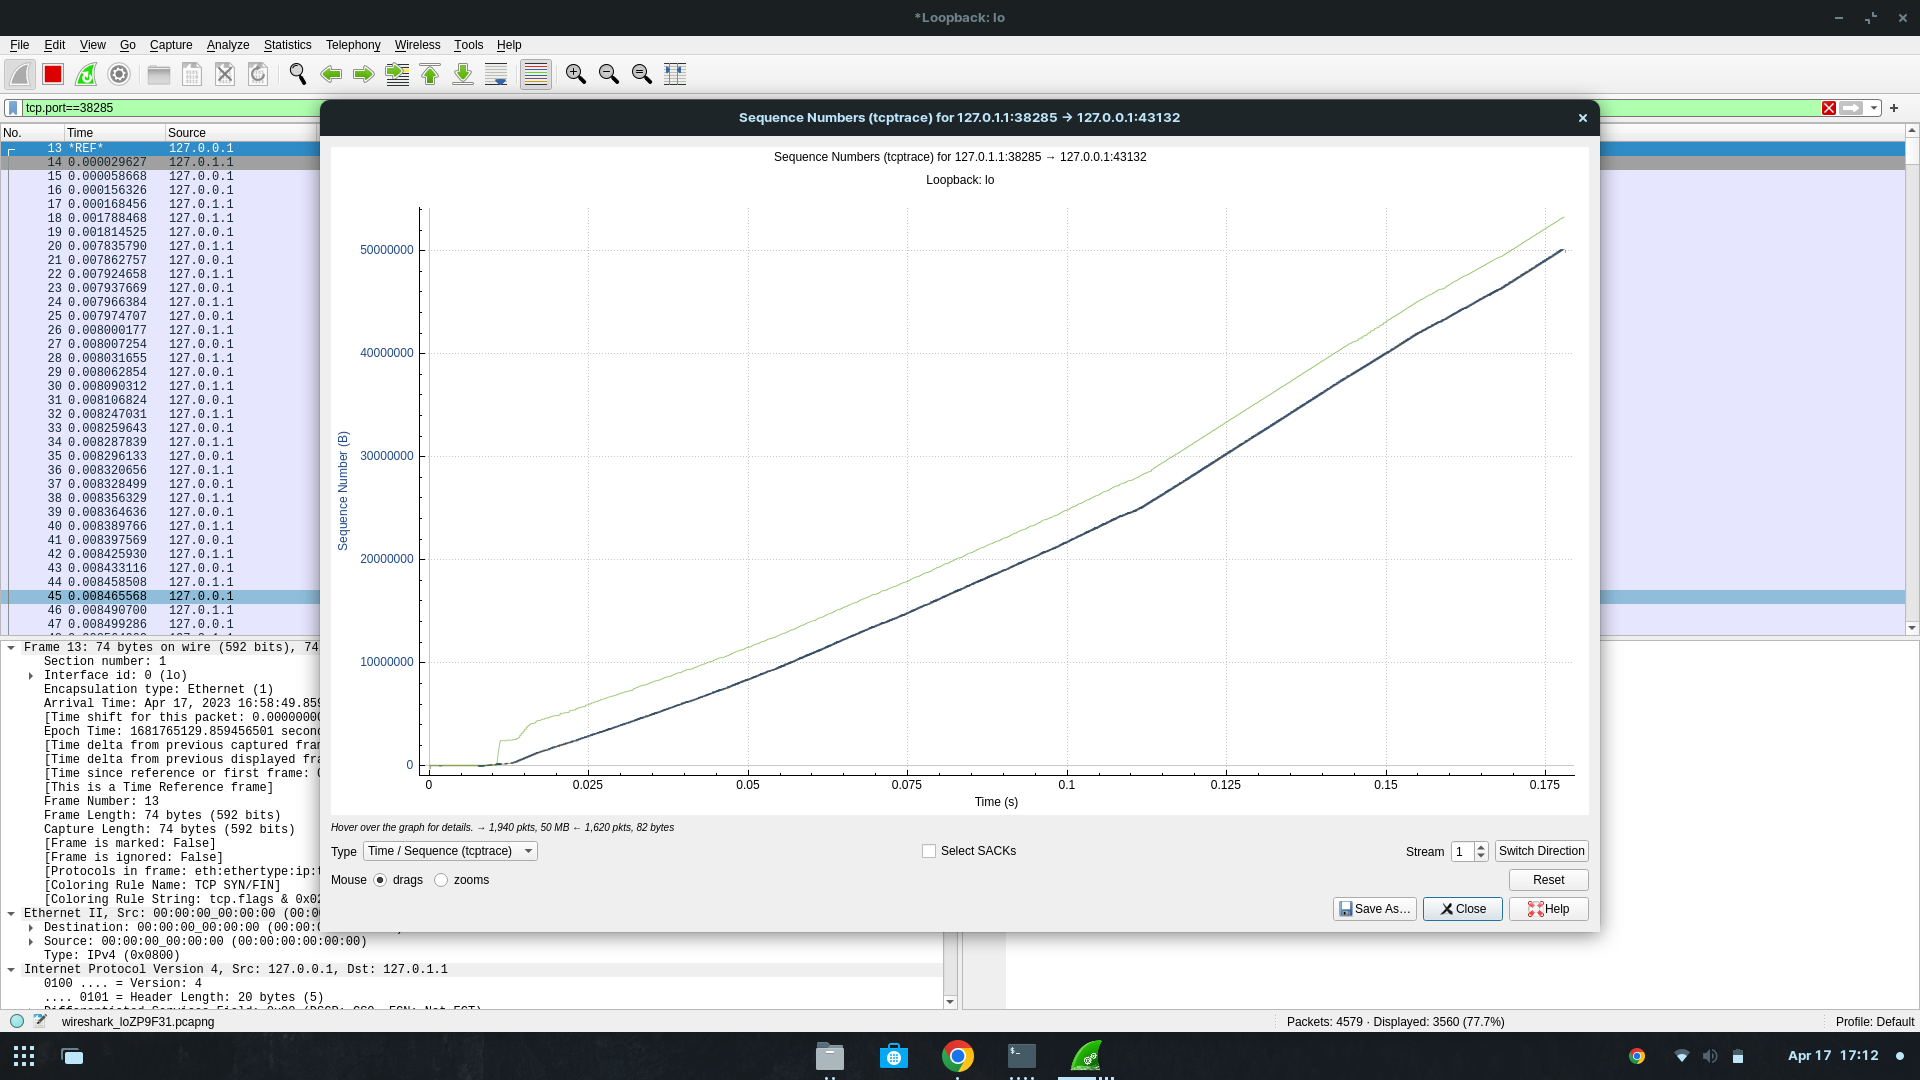 *Loopback: lo
File Edit View Go Capture Analyze Statistics Telephony Wireless Tools Help
tcp.port==38285
No. Time Source
13 *REF* 127.0.0.1
14 0.000029627 127.0.1.1
15 0.000058668 127.0.0.1
16 0.000156326 127.0.0.1
17 0.000168456 127.0.1.1
18 0.001788468 127.0.1.1
19 0.001814525 127.0.0.1
20 0.007835790 127.0.1.1
21 0.007862757 127.0.0.1
22 0.007924658 127.0.1.1
23 0.007937669 127.0.0.1
24 0.007966384 127.0.1.1
25 0.007974707 127.0.0.1
26 0.008000177 127.0.1.1
27 0.008007254 127.0.0.1
28 0.008031655 127.0.1.1
29 0.008062854 127.0.0.1
30 0.008090312 127.0.1.1
31 0.008106824 127.0.0.1
32 0.008247031 127.0.1.1
33 0.008259643 127.0.0.1
34 0.008287839 127.0.1.1
35 0.008296133 127.0.0.1
36 0.008320656 127.0.1.1
37 0.008328499 127.0.0.1
38 0.008356329 127.0.1.1
39 0.008364636 127.0.0.1
40 0.008389766 127.0.1.1
41 0.008397569 127.0.0.1
42 0.008425930 127.0.1.1
43 0.008433116 127.0.0.1
44 0.008458508 127.0.1.1
45 0.008465568 127.0.0.1
46 0.008490700 127.0.1.1
47 0.008499286 127.0.0.1
Sequence Numbers (tcptrace) for 127.0.1.1:38285 → 127.0.0.1:43132
Sequence Numbers (tcptrace) for 127.0.1.1:38285 → 127.0.0.1:43132
Loopback: lo
Sequence Number (B)
50000000
40000000
30000000
20000000
10000000
0
0 0.025 0.05 0.075 0.1 0.125 0.15 0.175
Time (s)
Hover over the graph for details. → 1,940 pkts, 50 MB ← 1,620 pkts, 82 bytes
Type Time / Sequence (tcptrace) Select SACKs Stream 1 Switch Direction
Mouse drags zooms Reset
Save As… Close Help
Frame 13: 74 bytes on wire (592 bits), 74
Section number: 1
Interface id: 0 (lo)
Encapsulation type: Ethernet (1)
Arrival Time: Apr 17, 2023 16:58:49.859
[Time shift for this packet: 0.00000000
Epoch Time: 1681765129.859456501 second
[Time delta from previous captured fram
[Time delta from previous displayed fra
[Time since reference or first frame: 0
[This is a Time Reference frame]
Frame Number: 13
Frame Length: 74 bytes (592 bits)
Capture Length: 74 bytes (592 bits)
[Frame is marked: False]
[Frame is ignored: False]
[Protocols in frame: eth:ethertype:ip:t
[Coloring Rule Name: TCP SYN/FIN]
[Coloring Rule String: tcp.flags & 0x02
Ethernet II, Src: 00:00:00_00:00:00 (00:00
Destination: 00:00:00_00:00:00 (00:00:0
Source: 00:00:00_00:00:00 (00:00:00:00:00:00)
Type: IPv4 (0x0800)
Internet Protocol Version 4, Src: 127.0.0.1, Dst: 127.0.1.1
0100 .... = Version: 4
.... 0101 = Header Length: 20 bytes (5)
wireshark_loZP9F31.pcapng Packets: 4579 · Displayed: 3560 (77.7%) Profile: Default
Apr 17 17:12